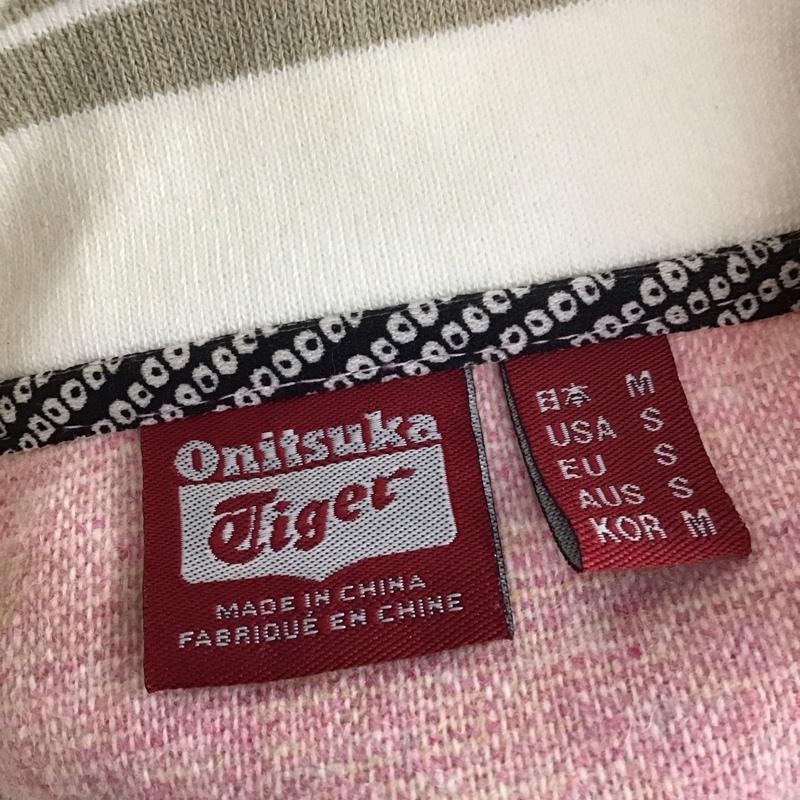 Onitsuka
Tiger
MADE IN CHINA
FABRIQUÉ EN CHINE
日本 M
USA S
EU S
AUS S
KOR M